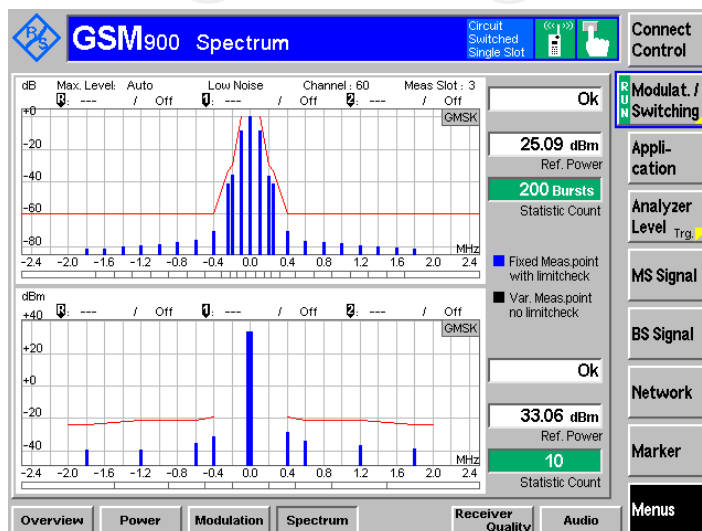 R&S
GSM900 Spectrum
Circuit
Switched
Single Slot
Connect
Control
dB Max. Level: Auto Low Noise Channel : 60 Meas Slot : 3
R: --- / Off 1: --- / Off 2: --- / Off
GMSK
+0
-20
-40
-60
-80
MHz
-2.4 -2.0 -1.6 -1.2 -0.8 -0.4 0.0 0.4 0.8 1.2 1.6 2.0 2.4
Ok
25.09 dBm
Ref. Power
200 Bursts
Statistic Count
Fixed Meas.point
with limitcheck
Var. Meas.point
no limitcheck
dBm
R: --- / Off 1: --- / Off 2: --- / Off
GMSK
+40
+20
+0
-20
-40
MHz
-2.4 -2.0 -1.6 -1.2 -0.8 -0.4 0.0 0.4 0.8 1.2 1.6 2.0 2.4
Ok
33.06 dBm
Ref. Power
10
Statistic Count
RUN
Modulat. /
Switching
Appli-
cation
Analyzer
Level Trg.
MS Signal
BS Signal
Network
Marker
Menus
Overview Power Modulation Spectrum Receiver
Quality Audio